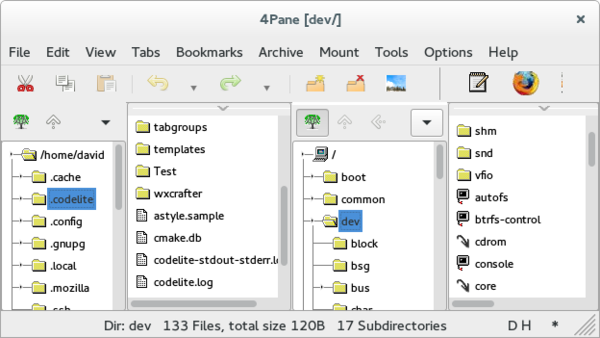 4Pane [dev/]
File Edit View Tabs Bookmarks Archive Mount Tools Options Help
/home/david
.cache
.codelite
.config
.gnupg
.local
.mozilla
.ssh
tabgroups
templates
Test
wxcrafter
astyle.sample
cmake.db
codelite-stdout-stderr.l
codelite.log
/
boot
common
dev
block
bsg
bus
char
shm
snd
vfio
autofs
btrfs-control
cdrom
console
core
Dir: dev 133 Files, total size 120B 17 Subdirectories D H *